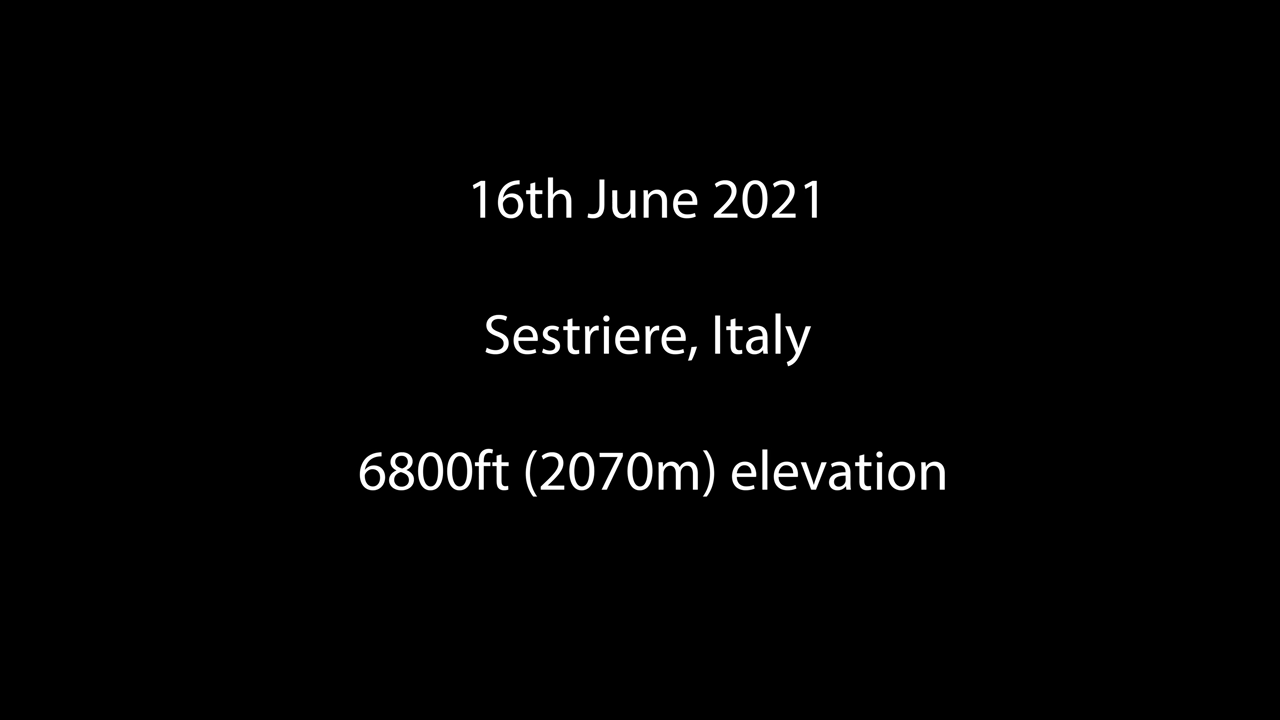 16th June 2021
Sestriere, Italy
6800ft (2070m) elevation